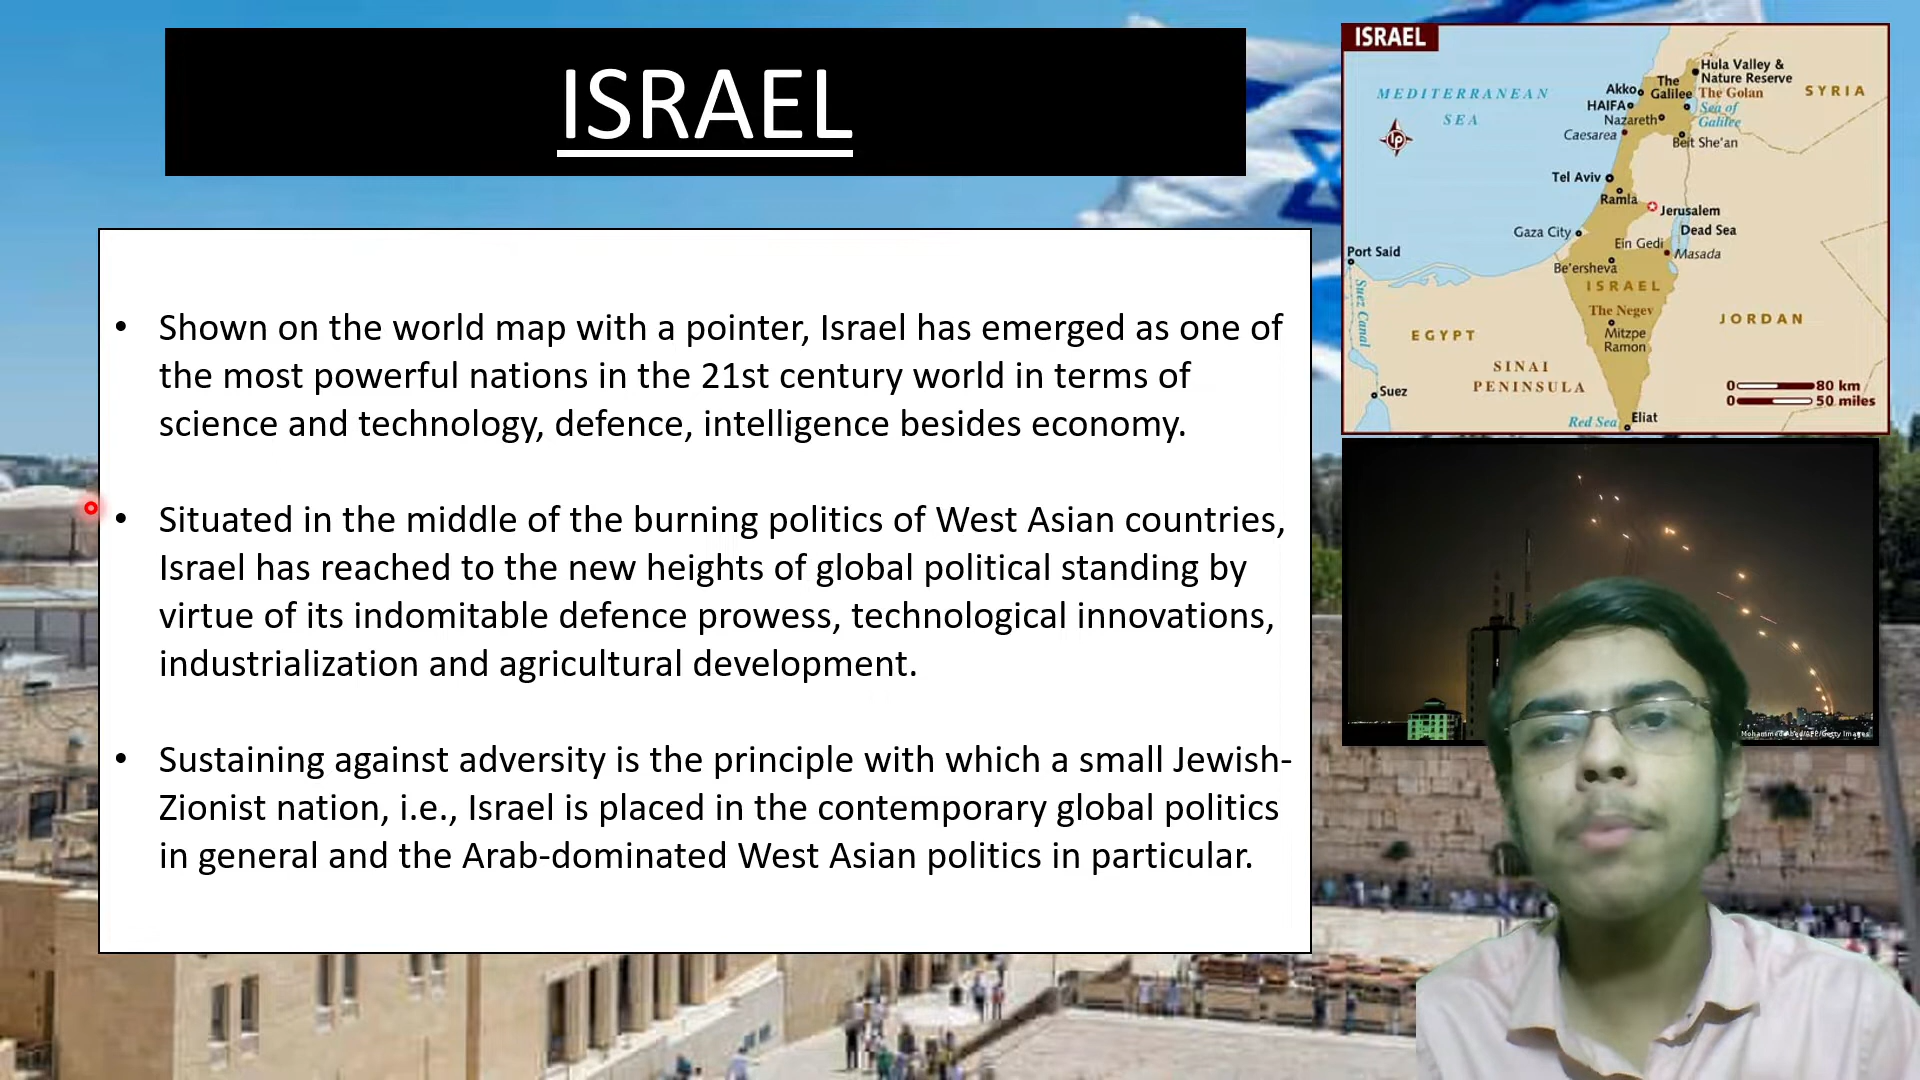 ISRAEL
• Shown on the world map with a pointer, Israel has emerged as one of
the most powerful nations in the 21st century world in terms of
science and technology, defence, intelligence besides economy.
• Situated in the middle of the burning politics of West Asian countries,
Israel has reached to the new heights of global political standing by
virtue of its indomitable defence prowess, technological innovations,
industrialization and agricultural development.
• Sustaining against adversity is the principle with which a small Jewish-
Zionist nation, i.e., Israel is placed in the contemporary global politics
in general and the Arab-dominated West Asian politics in particular.
ISRAEL
Hula Valley &
Nature Reserve
MEDITERRANEAN
SEA
Akko
The
Galilee
The Golan
SYRIA
HAIFA
Sea of
Galilee
Nazareth
Caesarea
Beit She'an
Tel Aviv
Ramla
Jerusalem
Gaza City
Dead Sea
Ein Gedi
Masada
Port Said
Be'ersheva
ISRAEL
Suez Canal
The Negev
JORDAN
EGYPT
Mitzpe
Ramon
SINAI
PENINSULA
0 80 km
0 50 miles
Suez
Red Sea
Eliat
lp
Mohammed Abed/AFP/Getty Images